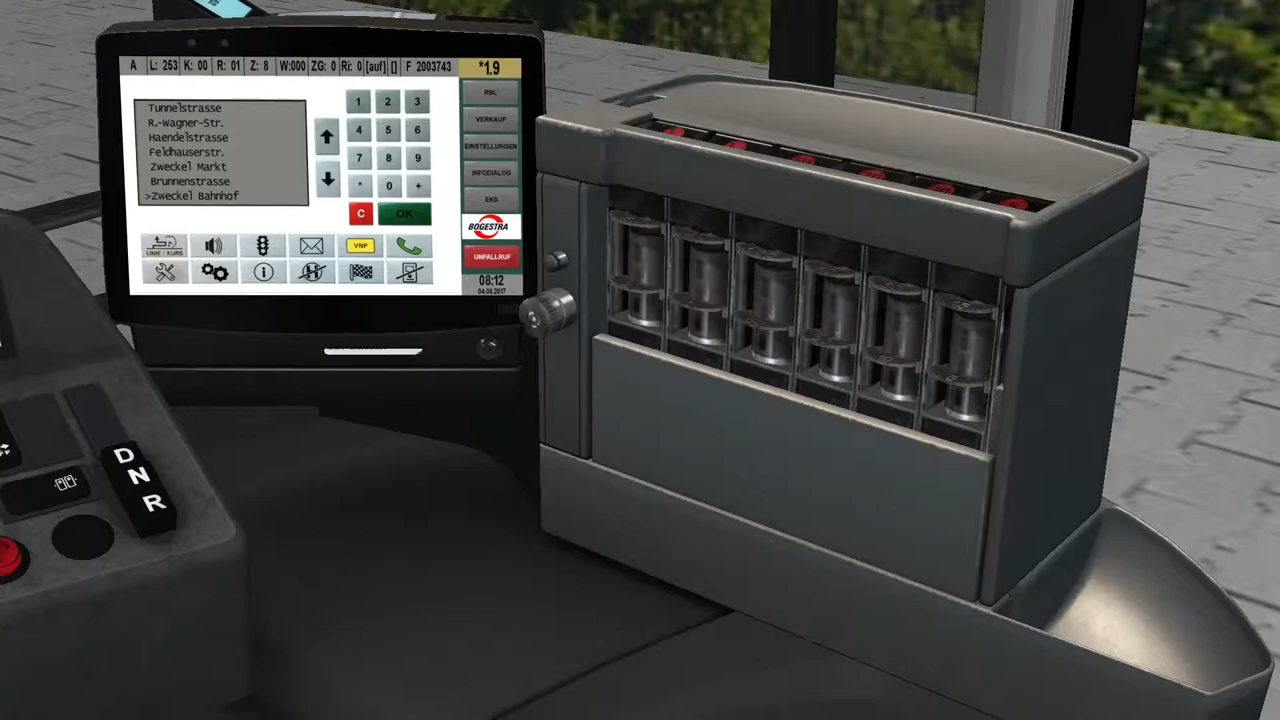 A L: 253 K: 00 R: 01 Z: 8 W:000 ZG: 0 Ri: 0 [auf] [] F 2003743 *1.9
Tunnelstrasse
R.-Wagner-Str.
Haendelstrasse
Feldhauserstr.
Zweckel Markt
Brunnenstrasse
>Zweckel Bahnhof
1 2 3
4 5 6
7 8 9
* 0 +
C OK
LINIE / KURS
VNP
RBL
VERKAUF
EINSTELLUNGEN
INFODIALOG
EKS
BOGESTRA
UNFALLRUF
08:12
04.08.2017
D
N
R